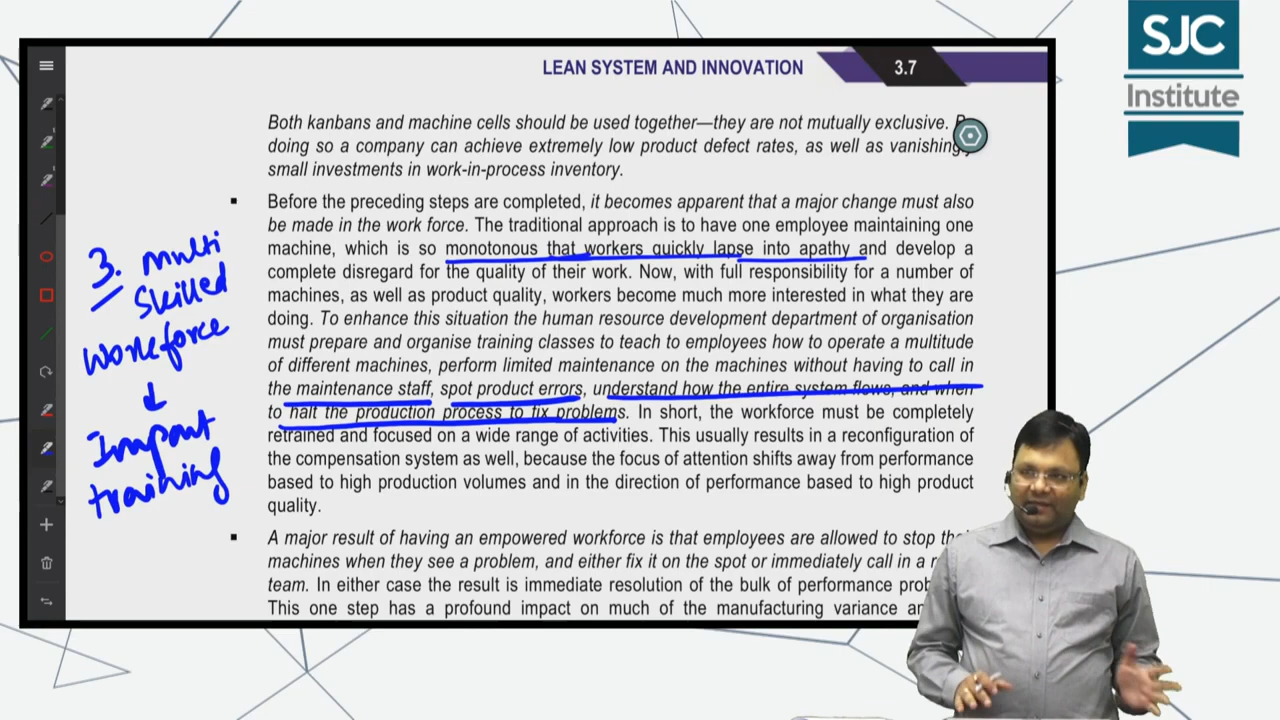 SJC
Institute
LEAN SYSTEM AND INNOVATION 3.7
Both kanbans and machine cells should be used together—they are not mutually exclusive.
doing so a company can achieve extremely low product defect rates, as well as vanishingly
small investments in work-in-process inventory.
▪ Before the preceding steps are completed, it becomes apparent that a major change must also
be made in the work force. The traditional approach is to have one employee maintaining one
machine, which is so monotonous that workers quickly lapse into apathy and develop a
complete disregard for the quality of their work. Now, with full responsibility for a number of
machines, as well as product quality, workers become much more interested in what they are
doing. To enhance this situation the human resource development department of organisation
must prepare and organise training classes to teach to employees how to operate a multitude
of different machines, perform limited maintenance on the machines without having to call in
the maintenance staff, spot product errors, understand how the entire system flows, and when
to halt the production process to fix problems. In short, the workforce must be completely
retrained and focused on a wide range of activities. This usually results in a reconfiguration of
the compensation system as well, because the focus of attention shifts away from performance
based to high production volumes and in the direction of performance based to high product
quality.
▪ A major result of having an empowered workforce is that employees are allowed to stop
machines when they see a problem, and either fix it on the spot or immediately call in a
team. In either case the result is immediate resolution of the bulk of performance
This one step has a profound impact on much of the manufacturing variance
3. Multi
Skilled
Workforce
↓
Impart
training